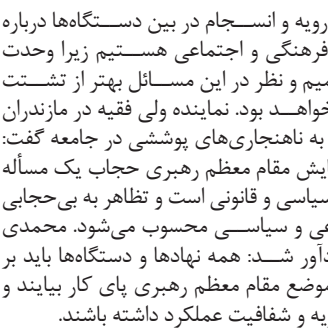 رویه و انسجام در بین دستگاه‌ها درباره
فرهنگی و اجتماعی هستیم زیرا وحدت
میم و نظر در این مسائل بهتر از تشتت
خواهد بود. نماینده ولی فقیه در مازندران
به ناهنجاری‌های پوششی در جامعه گفت:
ایش مقام معظم رهبری حجاب یک مسأله
سیاسی و قانونی است و تظاهر به بی‌حجابی
عی و سیاسی محسوب می‌شود. محمدی
دآور شد: همه نهادها و دستگاه‌ها باید بر
موضع مقام معظم رهبری پای کار بیایند و
یه و شفافیت عملکرد داشته باشند.